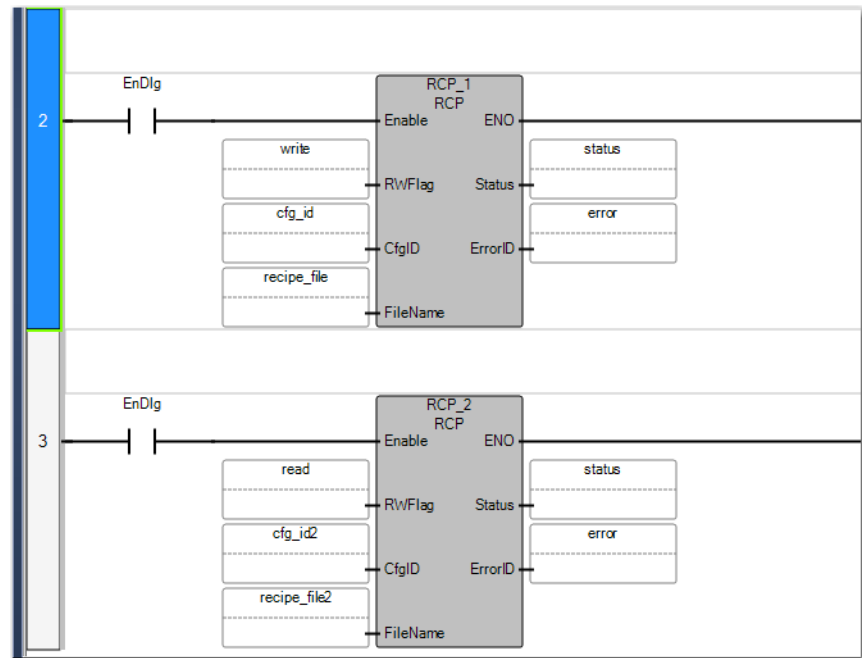 EnDlg
RCP_1
RCP
2
Enable ENO
write
status
RWFlag Status
cfg_id
error
CfgID ErrorID
recipe_file
FileName
EnDlg
RCP_2
RCP
3
Enable ENO
read
status
RWFlag Status
cfg_id2
error
CfgID ErrorID
recipe_file2
FileName